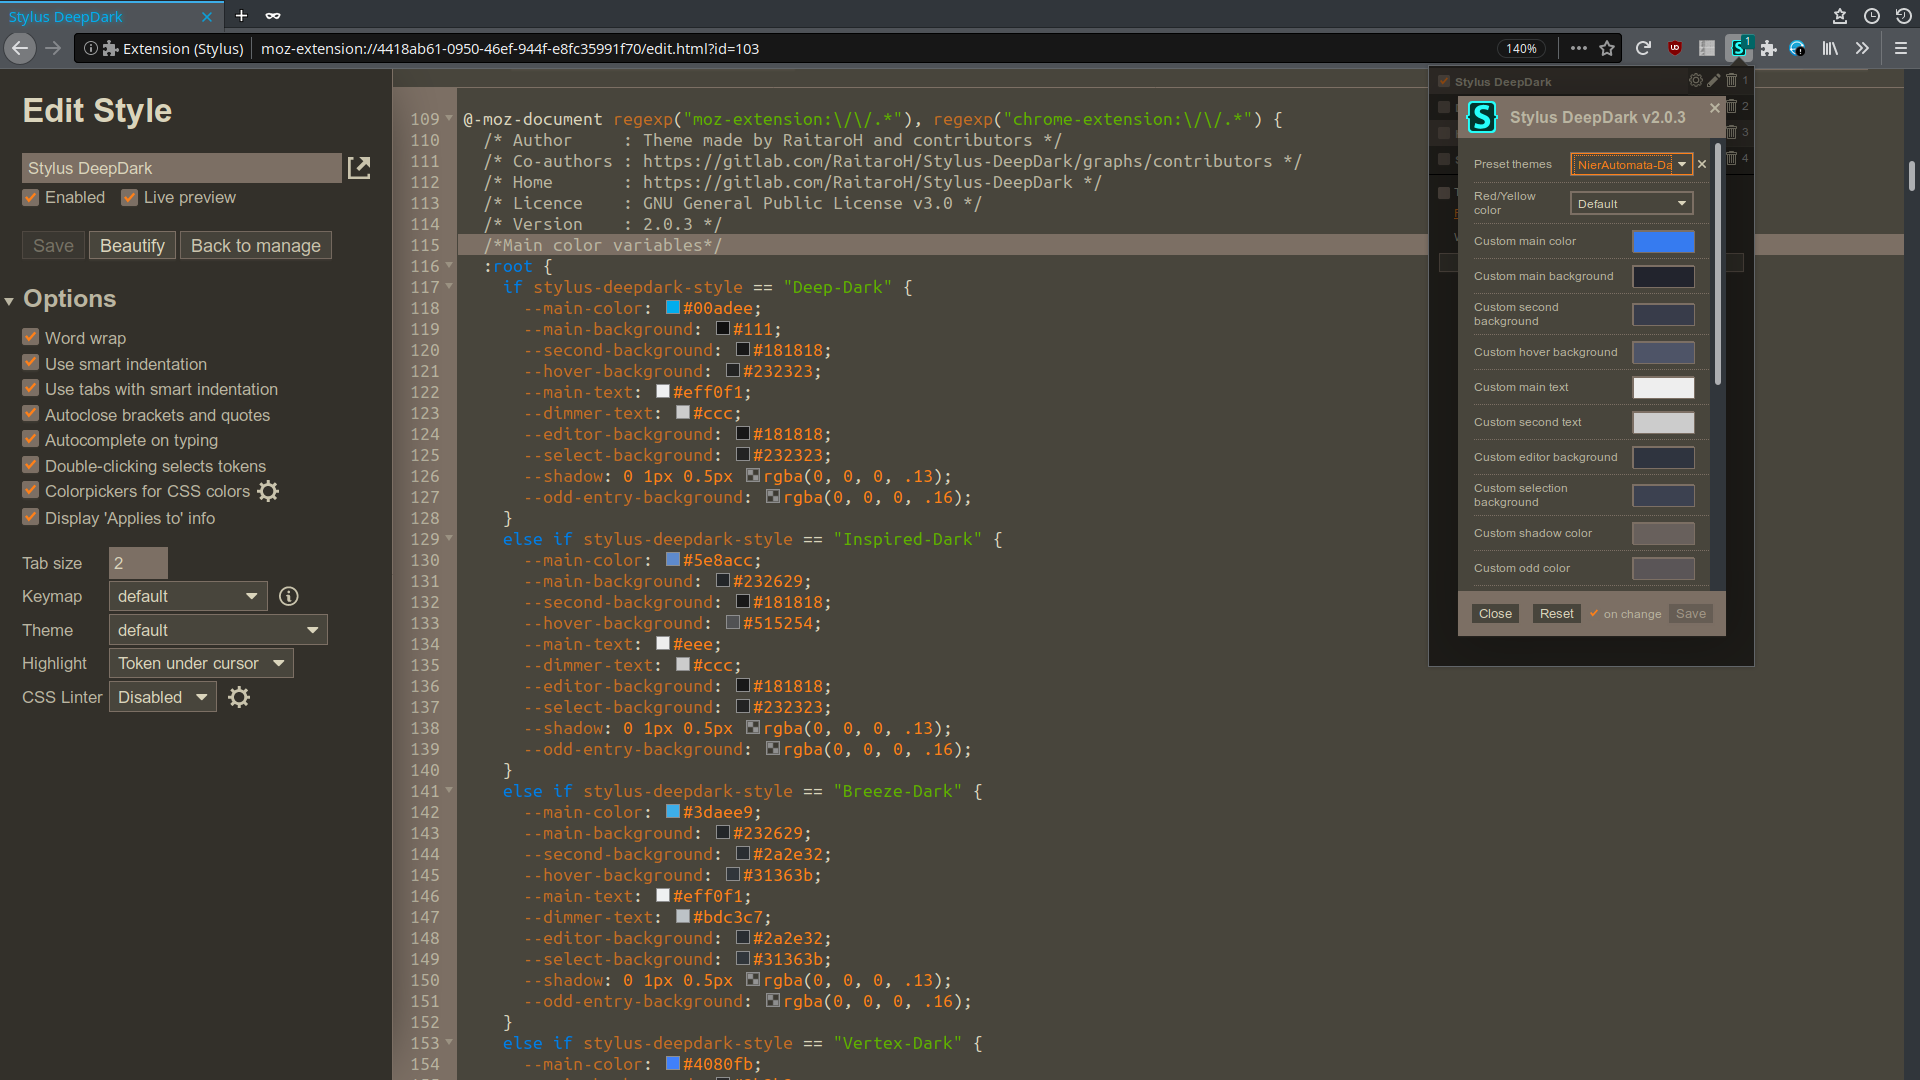 Stylus DeepDark
Extension (Stylus)
moz-extension://4418ab61-0950-46ef-944f-e8fc35991f70/edit.html?id=103
140%
1
Edit Style
Stylus DeepDark
Enabled
Live preview
Save
Beautify
Back to manage
Options
Word wrap
Use smart indentation
Use tabs with smart indentation
Autoclose brackets and quotes
Autocomplete on typing
Double-clicking selects tokens
Colorpickers for CSS colors
Display 'Applies to' info
Tab size 2
Keymap default
Theme default
Highlight Token under cursor
CSS Linter Disabled
109 @-moz-document regexp("moz-extension:\/\/.*"), regexp("chrome-extension:\/\/.*") {
110 /* Author : Theme made by RaitaroH and contributors */
111 /* Co-authors : https://gitlab.com/RaitaroH/Stylus-DeepDark/graphs/contributors */
112 /* Home : https://gitlab.com/RaitaroH/Stylus-DeepDark */
113 /* Licence : GNU General Public License v3.0 */
114 /* Version : 2.0.3 */
115 /*Main color variables*/
116 :root {
117 if stylus-deepdark-style == "Deep-Dark" {
118 --main-color: #00adee;
119 --main-background: #111;
120 --second-background: #181818;
121 --hover-background: #232323;
122 --main-text: #eff0f1;
123 --dimmer-text: #ccc;
124 --editor-background: #181818;
125 --select-background: #232323;
126 --shadow: 0 1px 0.5px rgba(0, 0, 0, .13);
127 --odd-entry-background: rgba(0, 0, 0, .16);
128 }
129 else if stylus-deepdark-style == "Inspired-Dark" {
130 --main-color: #5e8acc;
131 --main-background: #232629;
132 --second-background: #181818;
133 --hover-background: #515254;
134 --main-text: #eee;
135 --dimmer-text: #ccc;
136 --editor-background: #181818;
137 --select-background: #232323;
138 --shadow: 0 1px 0.5px rgba(0, 0, 0, .13);
139 --odd-entry-background: rgba(0, 0, 0, .16);
140 }
141 else if stylus-deepdark-style == "Breeze-Dark" {
142 --main-color: #3daee9;
143 --main-background: #232629;
144 --second-background: #2a2e32;
145 --hover-background: #31363b;
146 --main-text: #eff0f1;
147 --dimmer-text: #bdc3c7;
148 --editor-background: #2a2e32;
149 --select-background: #31363b;
150 --shadow: 0 1px 0.5px rgba(0, 0, 0, .13);
151 --odd-entry-background: rgba(0, 0, 0, .16);
152 }
153 else if stylus-deepdark-style == "Vertex-Dark" {
154 --main-color: #4080fb;
Stylus DeepDark 1
2
3
4
Stylus DeepDark v2.0.3
Preset themes NierAutomata-Da
Red/Yellow
color
Default
Custom main color
Custom main background
Custom second
background
Custom hover background
Custom main text
Custom second text
Custom editor background
Custom selection
background
Custom shadow color
Custom odd color
Close
Reset
on change
Save